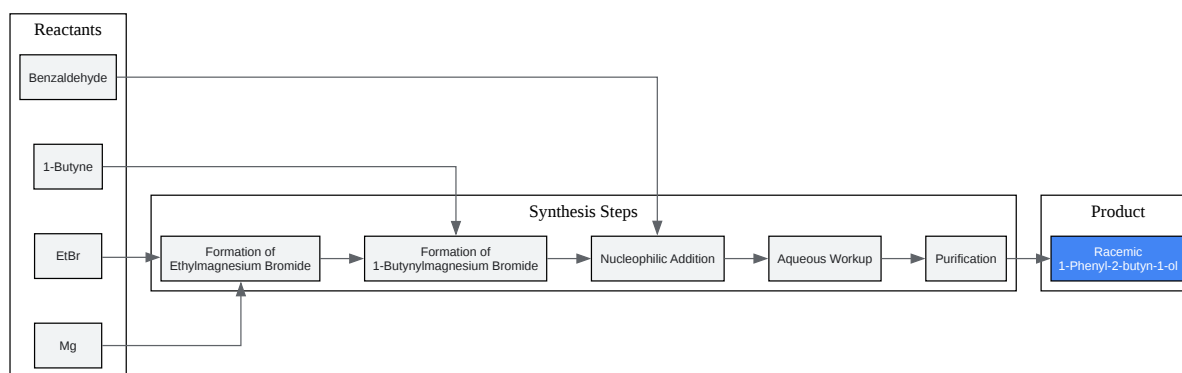 Reactants
Benzaldehyde
1-Butyne
EtBr
Mg
Synthesis Steps
Formation of
Ethylmagnesium Bromide
Formation of
1-Butynylmagnesium Bromide
Nucleophilic Addition
Aqueous Workup
Purification
Product
Racemic
1-Phenyl-2-butyn-1-ol